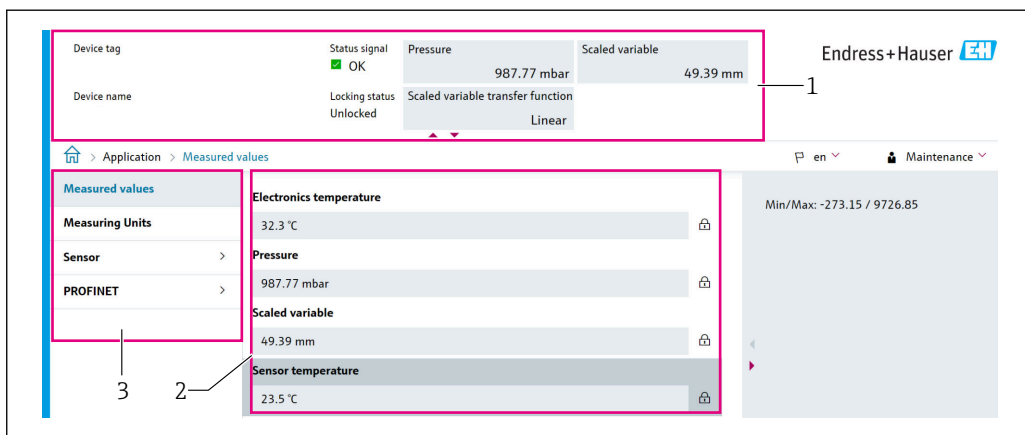 Device tag
Status signal
OK
Pressure
987.77 mbar
Scaled variable
49.39 mm
Endress+Hauser EH
1
Device name
Locking status
Unlocked
Scaled variable transfer function
Linear
> Application > Measured values
en
Maintenance
Measured values
Measuring Units
Sensor >
PROFINET >
3
2
Electronics temperature
32.3 °C
Pressure
987.77 mbar
Scaled variable
49.39 mm
Sensor temperature
23.5 °C
Min/Max: -273.15 / 9726.85